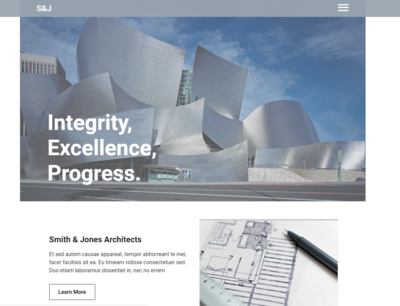 S&J
Integrity,
Excellence,
Progress.
Smith & Jones Architects
Et sed autem causae appareat, tempor abhorreant te mei,
facer facilisis sit ea. Eu timeam vidisse consectetuer sed.
Duo etiam laboramus dissentiet in, nec no errem
Learn More